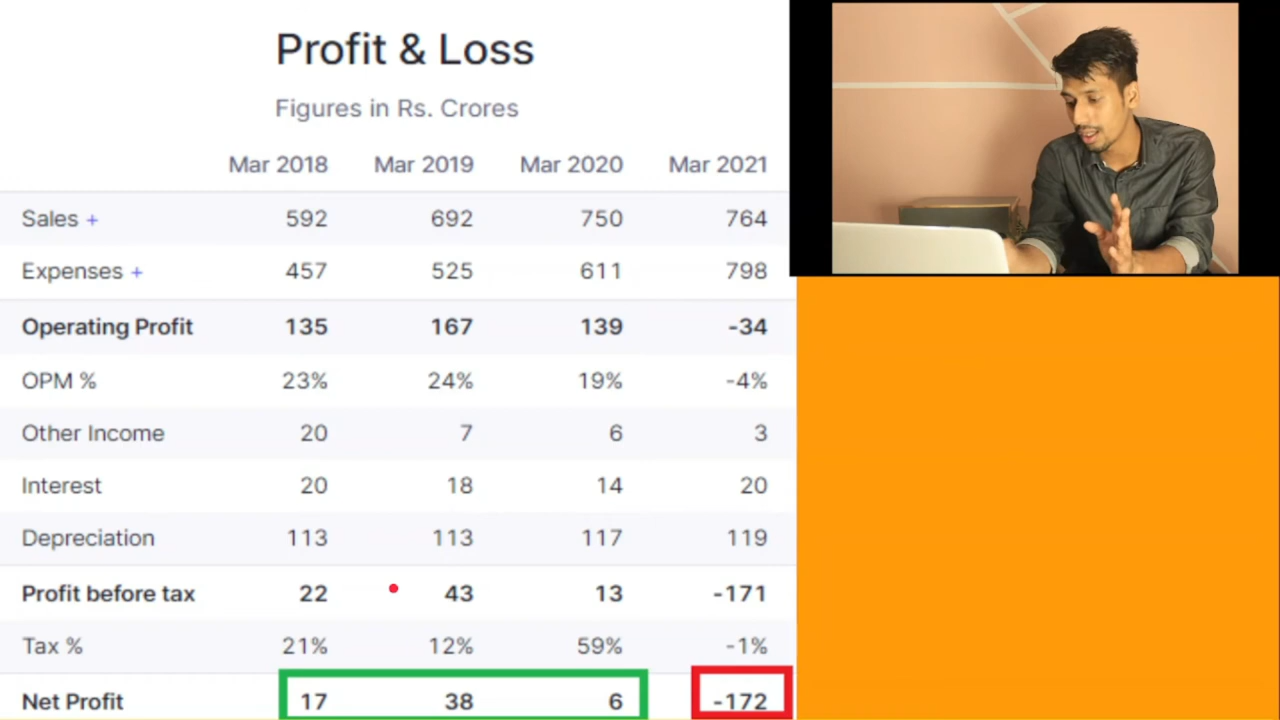 Profit & Loss
Figures in Rs. Crores
Mar 2018 Mar 2019 Mar 2020 Mar 2021
Sales + 592 692 750 764
Expenses + 457 525 611 798
Operating Profit 135 167 139 -34
OPM % 23% 24% 19% -4%
Other Income 20 7 6 3
Interest 20 18 14 20
Depreciation 113 113 117 119
Profit before tax 22 43 13 -171
Tax % 21% 12% 59% -1%
Net Profit 17 38 6 -172